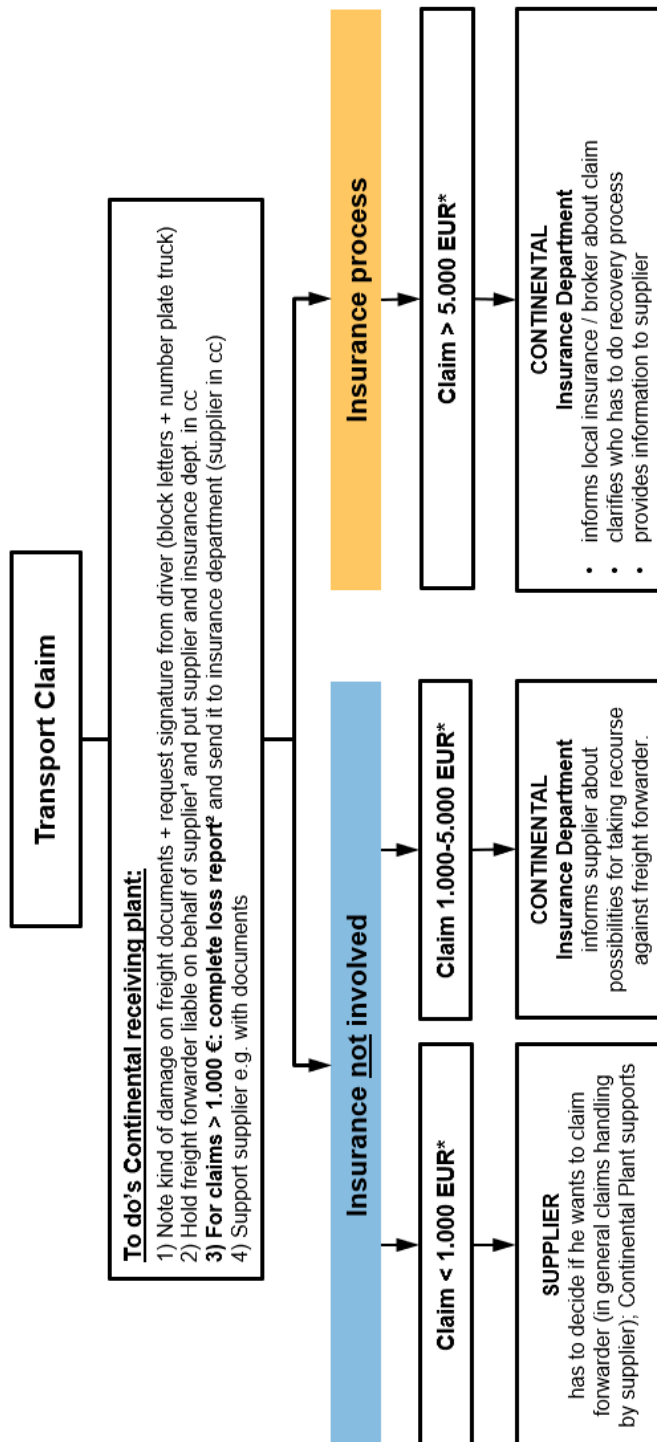 Transport Claim
To do's Continental receiving plant:
1) Note kind of damage on freight documents + request signature from driver (block letters + number plate truck)
2) Hold freight forwarder liable on behalf of supplier¹ and put supplier and insurance dept. in cc
3) For claims > 1.000 €: complete loss report² and send it to insurance department (supplier in cc)
4) Support supplier e.g. with documents
Insurance not involved
Insurance process
Claim < 1.000 EUR*
Claim 1.000-5.000 EUR*
Claim > 5.000 EUR*
SUPPLIER
has to decide if he wants to claim
forwarder (in general claims handling
by supplier); Continental Plant supports
CONTINENTAL
Insurance Department
informs supplier about
possibilities for taking recourse
against freight forwarder.
CONTINENTAL
Insurance Department
• informs local insurance / broker about claim
• clarifies who has to do recovery process
• provides information to supplier